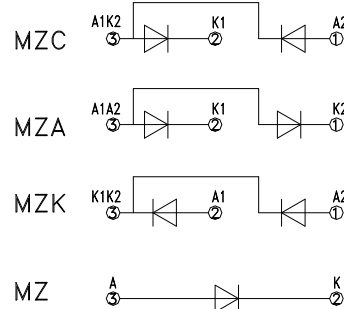 A1K2 K1 A2
MZC 3 2 1
A1A2 K1 K2
MZA 3 2 1
K1K2 A1 A2
MZK 3 2 1
A K
MZ 3 2